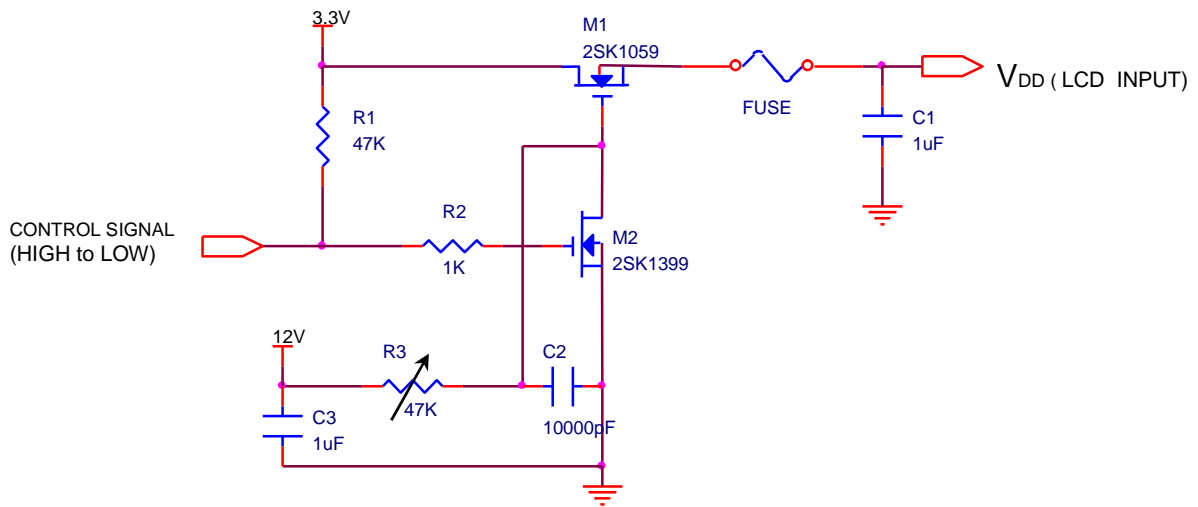 3.3V
M1
2SK1059
FUSE
VDD ( LCD INPUT)
R1
47K
C1
1uF
CONTROL SIGNAL
(HIGH to LOW)
R2
1K
M2
2SK1399
12V
R3
47K
C2
10000pF
C3
1uF